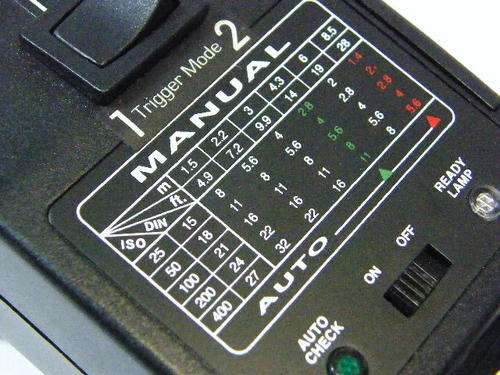 1 Trigger Mode 2
MANUAL
m 1.5 2.2 3 4.3 6 8.5
ft. 4.9 7.2 9.9 14 19 28
ISO DIN
25 15 8 5.6 4 2.8 2 1.4
50 18 11 8 5.6 4 2.8 2
100 21 16 11 8 5.6 4 2.8
200 24 22 16 11 8 5.6 4
400 27 32 22 16 11 8 5.6
AUTO
READY
LAMP
ON OFF
AUTO
CHECK